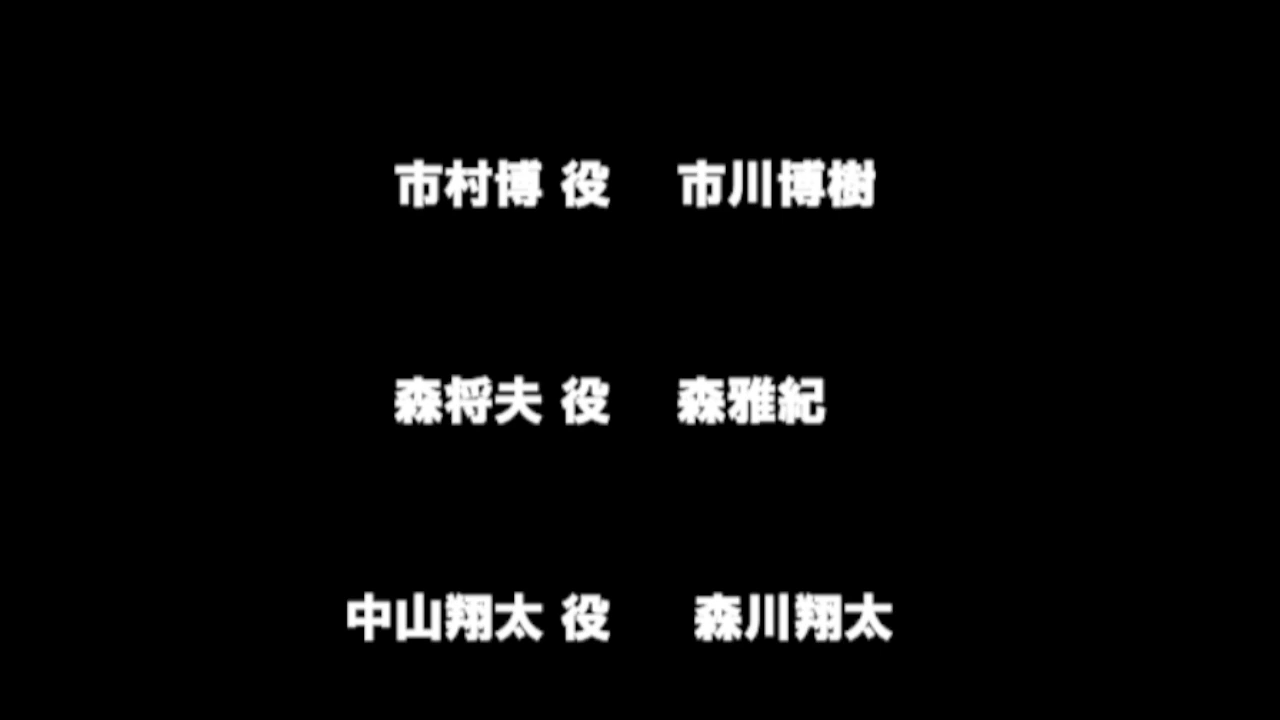 市村博 役 市川博樹
森将夫 役 森雅紀
中山翔太 役 森川翔太